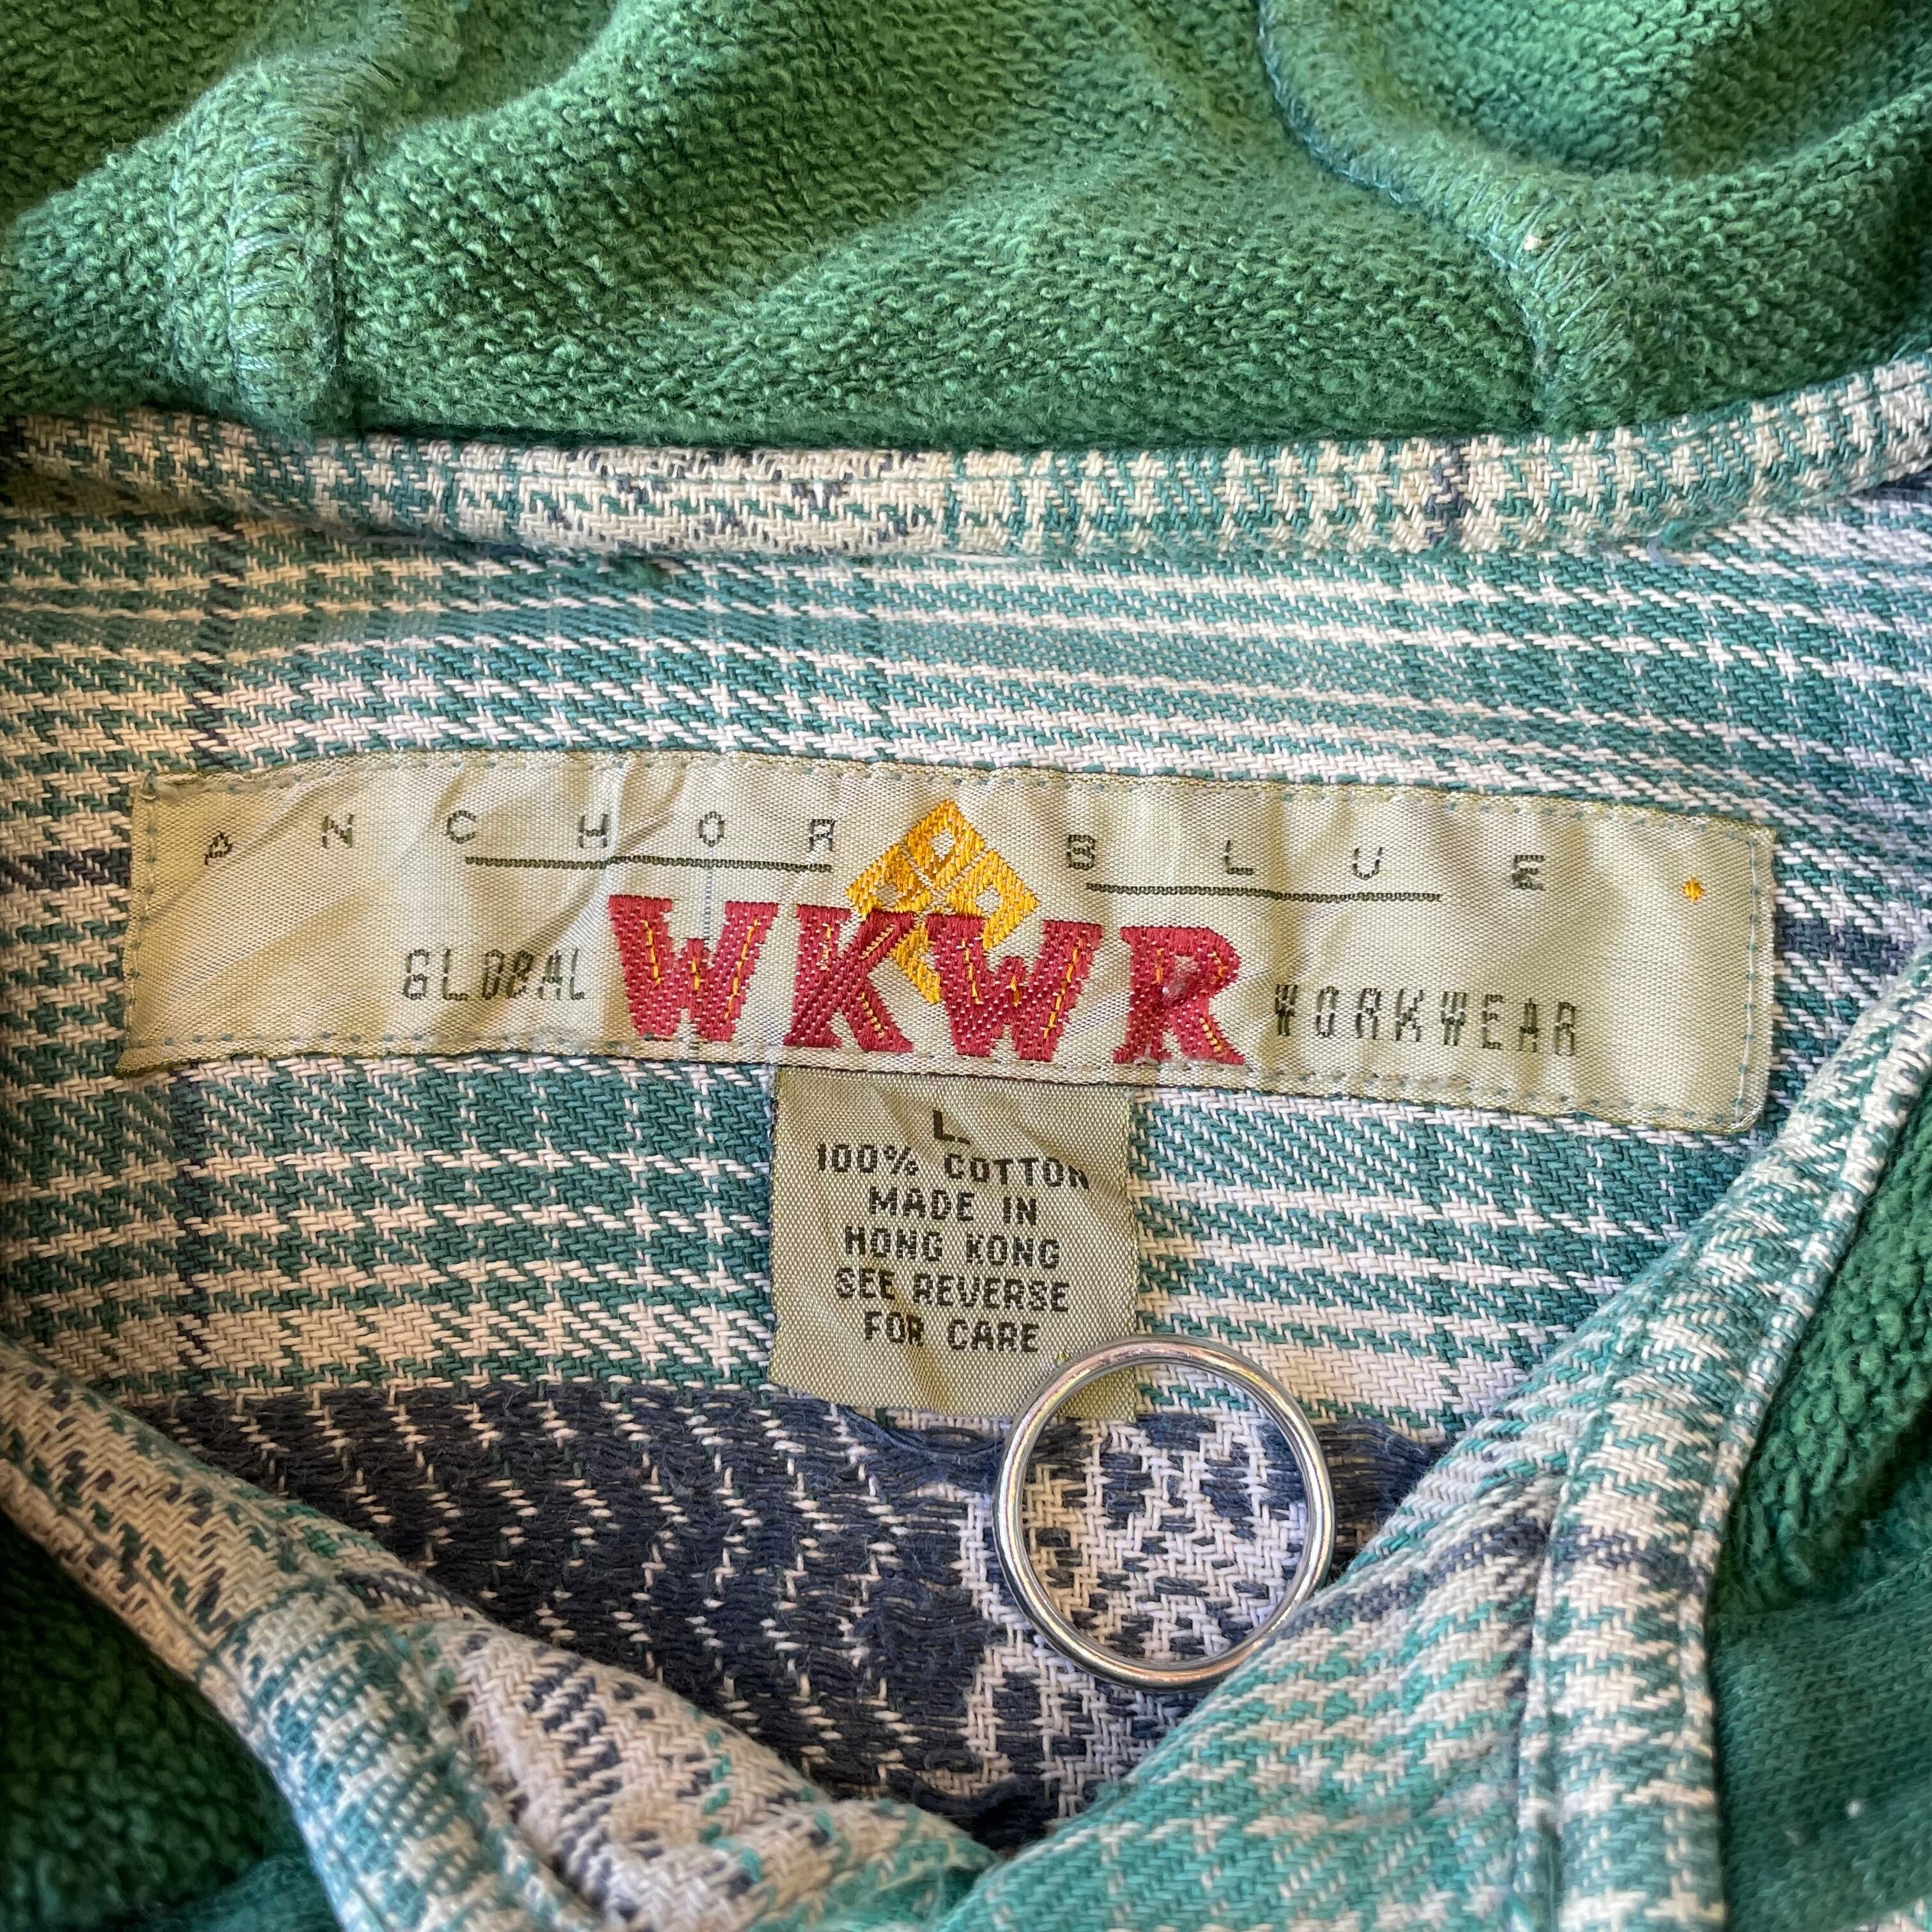 ANCHOR BLUE
GLOBAL WKWR WORKWEAR
L.
100% COTTON
MADE IN
HONG KONG
SEE REVERSE
FOR CARE